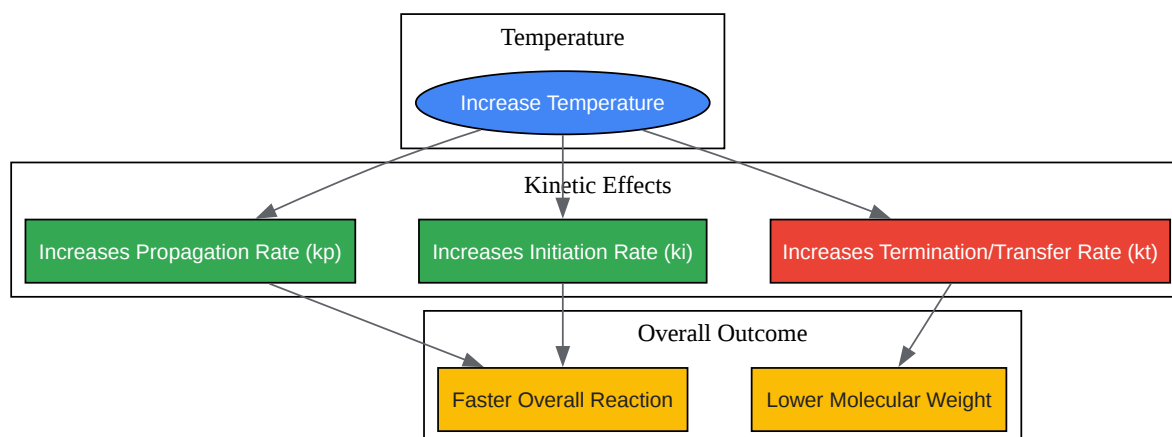 Temperature
Increase Temperature
Kinetic Effects
Increases Propagation Rate (kp)
Increases Initiation Rate (ki)
Increases Termination/Transfer Rate (kt)
Overall Outcome
Faster Overall Reaction
Lower Molecular Weight